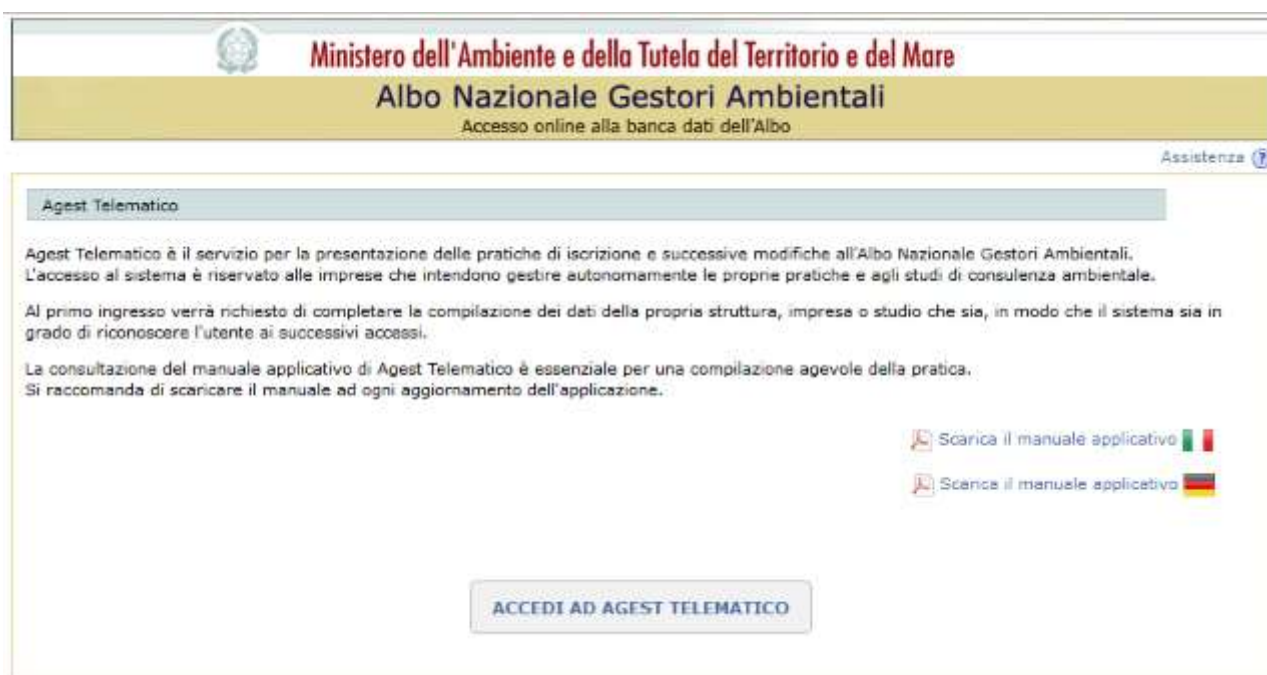 Ministero dell'Ambiente e della Tutela del Territorio e del Mare
Albo Nazionale Gestori Ambientali
Accesso online alla banca dati dell'Albo
Assistenza
Agest Telematico
Agest Telematico è il servizio per la presentazione delle pratiche di iscrizione e successive modifiche all'Albo Nazionale Gestori Ambientali.
L'accesso al sistema è riservato alle imprese che intendono gestire autonomamente le proprie pratiche e agli studi di consulenza ambientale.
Al primo ingresso verrà richiesto di completare la compilazione dei dati della propria struttura, impresa o studio che sia, in modo che il sistema sia in
grado di riconoscere l'utente ai successivi accessi.
La consultazione del manuale applicativo di Agest Telematico è essenziale per una compilazione agevole della pratica.
Si raccomanda di scaricare il manuale ad ogni aggiornamento dell'applicazione.
Scarica il manuale applicativo
Scarica il manuale applicativo
ACCEDI AD AGEST TELEMATICO